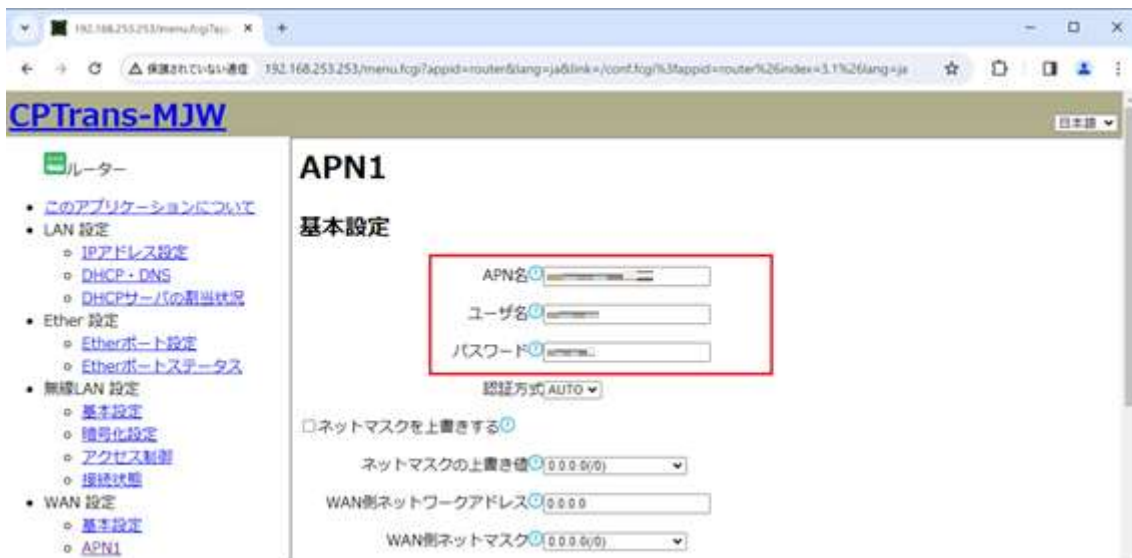 192.168.253.253/menu.fcgi?app
保護されていない通信 192.168.253.253/menu.fcgi?appid=router&lang=ja&link=/conf.fcgi%3fappid=router%26index=3.1%26lang=ja
CPTrans-MJW
日本語
ルーター
このアプリケーションについて
LAN 設定
IPアドレス設定
DHCP・DNS
DHCPサーバの割当状況
Ether 設定
Etherポート設定
Etherポートステータス
無線LAN 設定
基本設定
暗号化設定
アクセス制御
接続状態
WAN 設定
基本設定
APN1
APN1
基本設定
APN名
ユーザ名
パスワード
認証方式 AUTO
ネットマスクを上書きする
ネットマスクの上書き値 0.0.0.0(/0)
WAN側ネットワークアドレス 0.0.0.0
WAN側ネットマスク 0.0.0.0(/0)